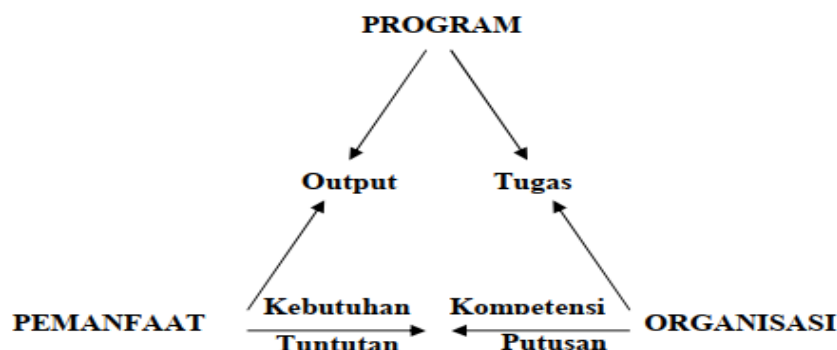 PROGRAM
Output Tugas
Kebutuhan Kompetensi
PEMANFAAT ORGANISASI
Tuntutan Putusan